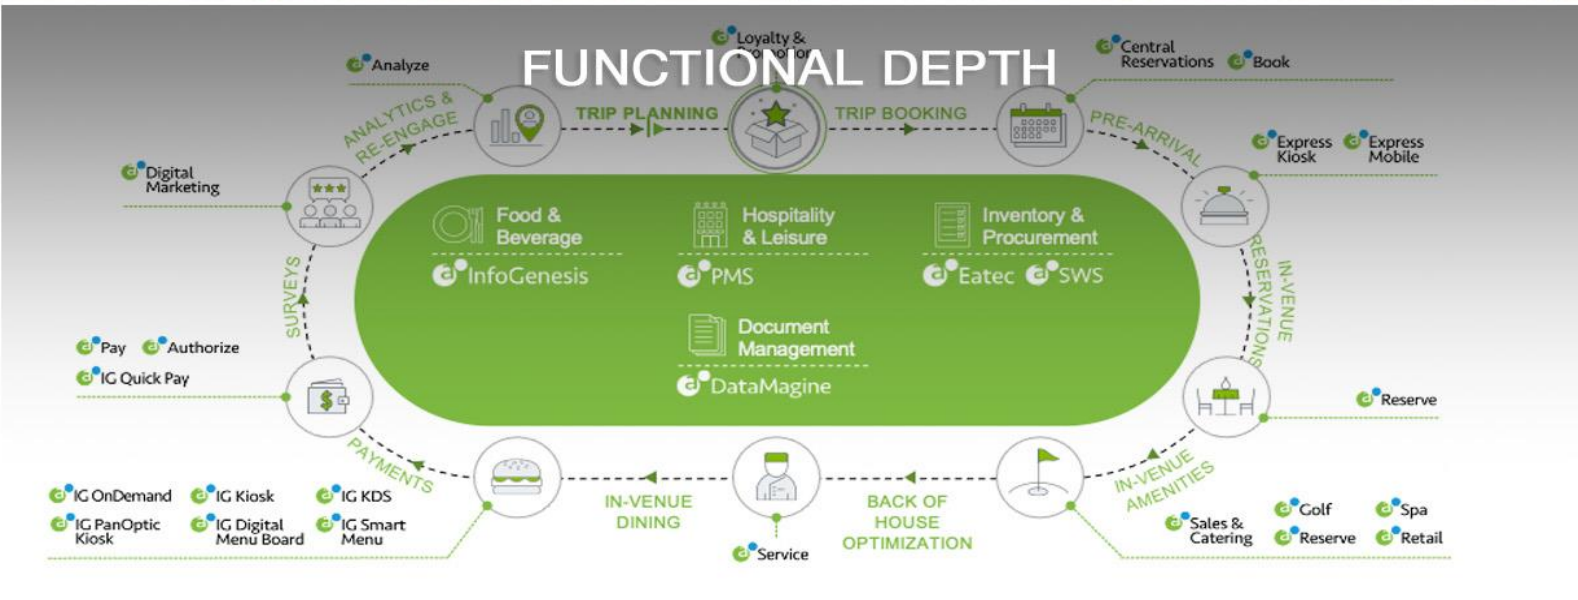 FUNCTIONAL DEPTH
Loyalty &
Promotion
Analyze
Central
Reservations
Book
ANALYTICS &
RE-ENGAGE
TRIP PLANNING
TRIP BOOKING
PRE-ARRIVAL
Express
Kiosk
Express
Mobile
Digital
Marketing
Food &
Beverage
InfoGenesis
Hospitality
& Leisure
PMS
Inventory &
Procurement
Eatec
SWS
IN-VENUE
RESERVATIONS
SURVEYS
Document
Management
DataMagine
Pay
Authorize
IG Quick Pay
Reserve
PAYMENTS
IN-VENUE
AMENITIES
IG OnDemand
IG Kiosk
IG KDS
IG PanOptic
Kiosk
IG Digital
Menu Board
IG Smart
Menu
IN-VENUE
DINING
Service
BACK OF
HOUSE
OPTIMIZATION
Sales &
Catering
Golf
Spa
Reserve
Retail